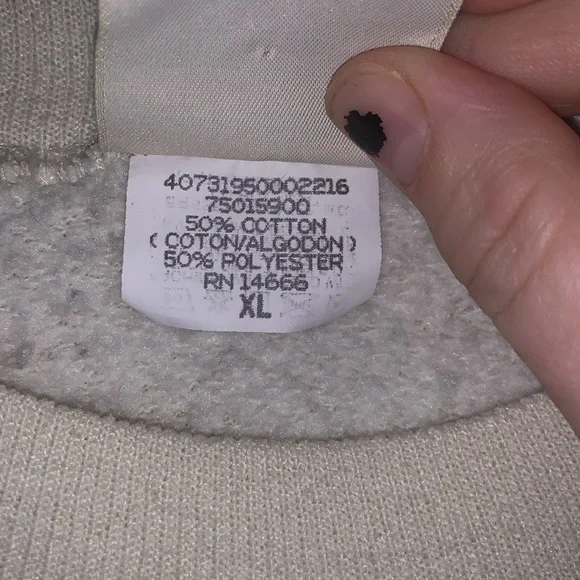 40731950002216
75015900
50% COTTON
( COTON/ALGODON )
50% POLYESTER
RN 14666
XL